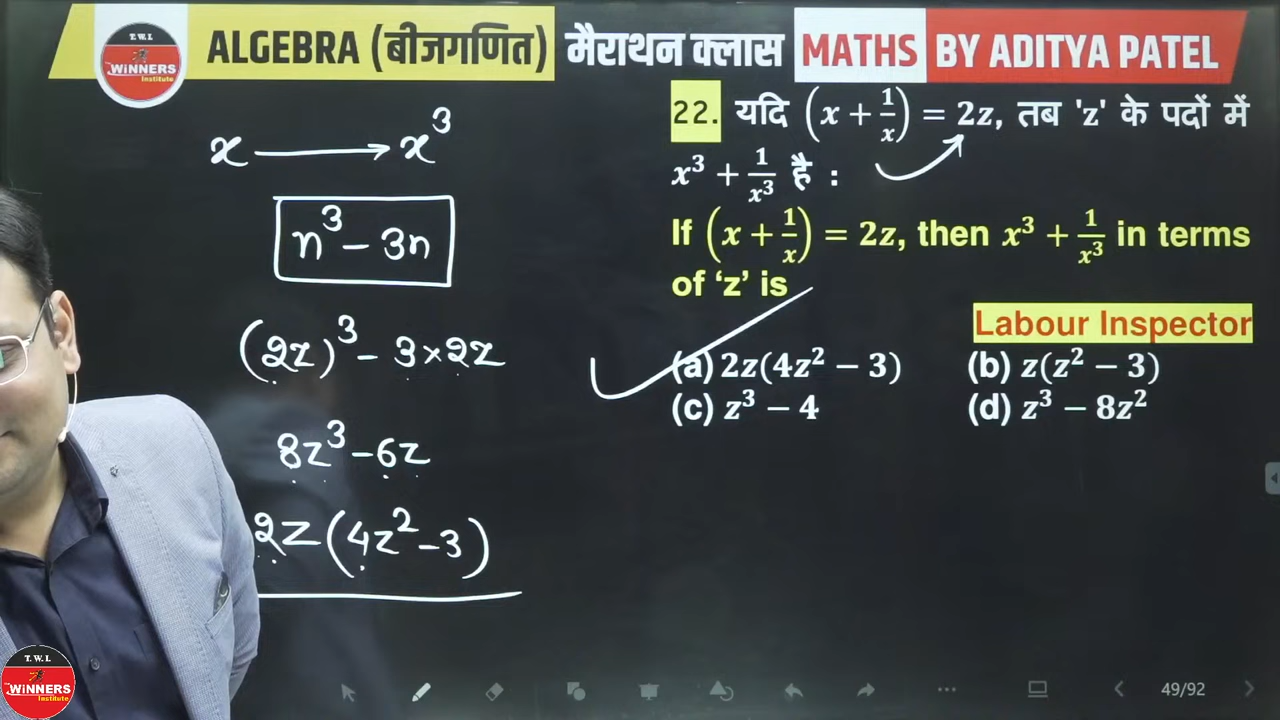 T.W.I.
The WiNNERS
Institute
ALGEBRA (बीजगणित) मैराथन क्लास MATHS BY ADITYA PATEL
x → x³
n³ - 3n
(2z)³ - 3×2z
8z³ - 6z
2z(4z² - 3)
22. यदि (x + 1/x) = 2z, तब 'z' के पदों में
x³ + 1/x³ है :
If (x + 1/x) = 2z, then x³ + 1/x³ in terms
of ‘z’ is
Labour Inspector
(a) 2z(4z² − 3) (b) z(z² − 3)
(c) z³ − 4 (d) z³ − 8z²
T.W.I.
WiNNERS
Institute
49/92